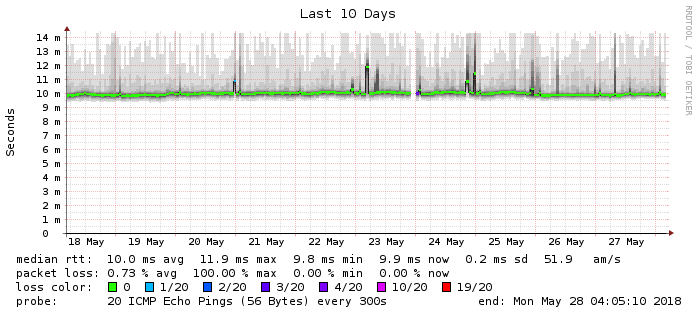 Last 10 Days
RRDTOOL / TOBI OETIKER
Seconds
14 m
13 m
12 m
11 m
10 m
9 m
8 m
7 m
6 m
5 m
4 m
3 m
2 m
1 m
0
18 May 19 May 20 May 21 May 22 May 23 May 24 May 25 May 26 May 27 May
median rtt: 10.0 ms avg 11.9 ms max 9.8 ms min 9.9 ms now 0.2 ms sd 51.9 am/s
packet loss: 0.73 % avg 100.00 % max 0.00 % min 0.00 % now
loss color: 0 1/20 2/20 3/20 4/20 10/20 19/20
probe: 20 ICMP Echo Pings (56 Bytes) every 300s end: Mon May 28 04:05:10 2018